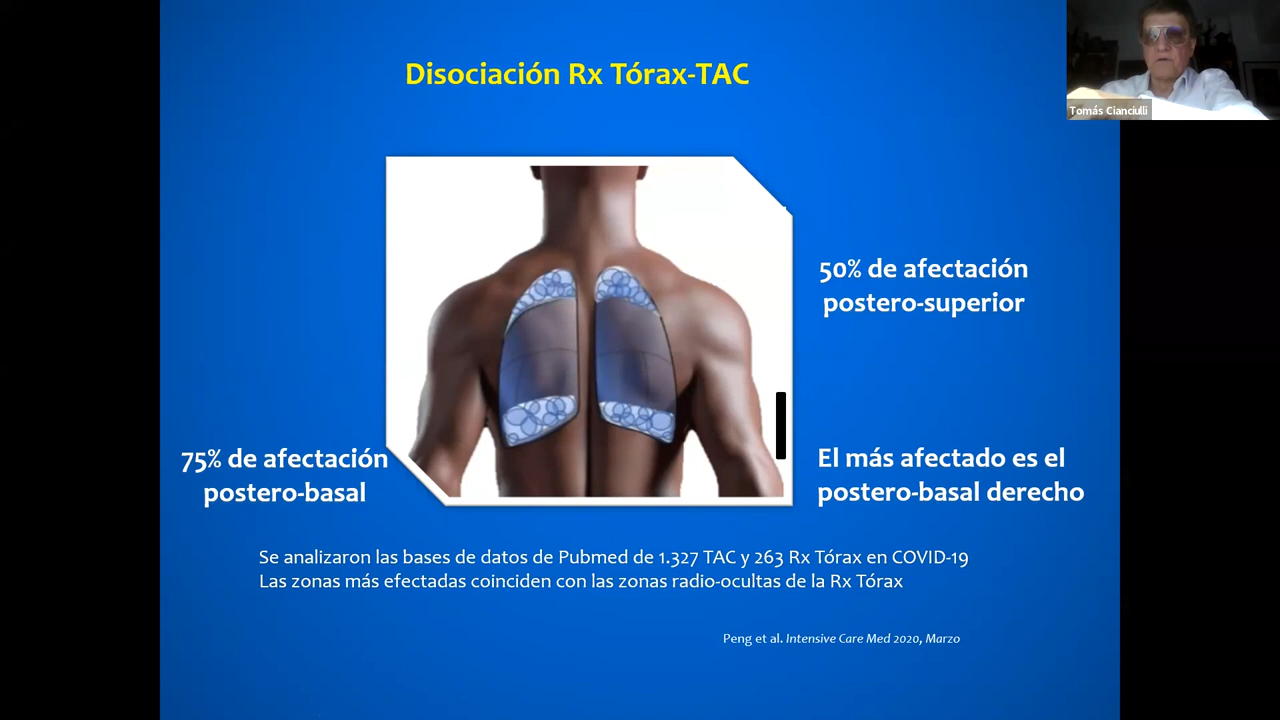 Disociación Rx Tórax-TAC
Tomás Cianciulli
50% de afectación
postero-superior
75% de afectación
postero-basal
El más afectado es el
postero-basal derecho
Se analizaron las bases de datos de Pubmed de 1.327 TAC y 263 Rx Tórax en COVID-19
Las zonas más efectadas coinciden con las zonas radio-ocultas de la Rx Tórax
Peng et al. Intensive Care Med 2020, Marzo